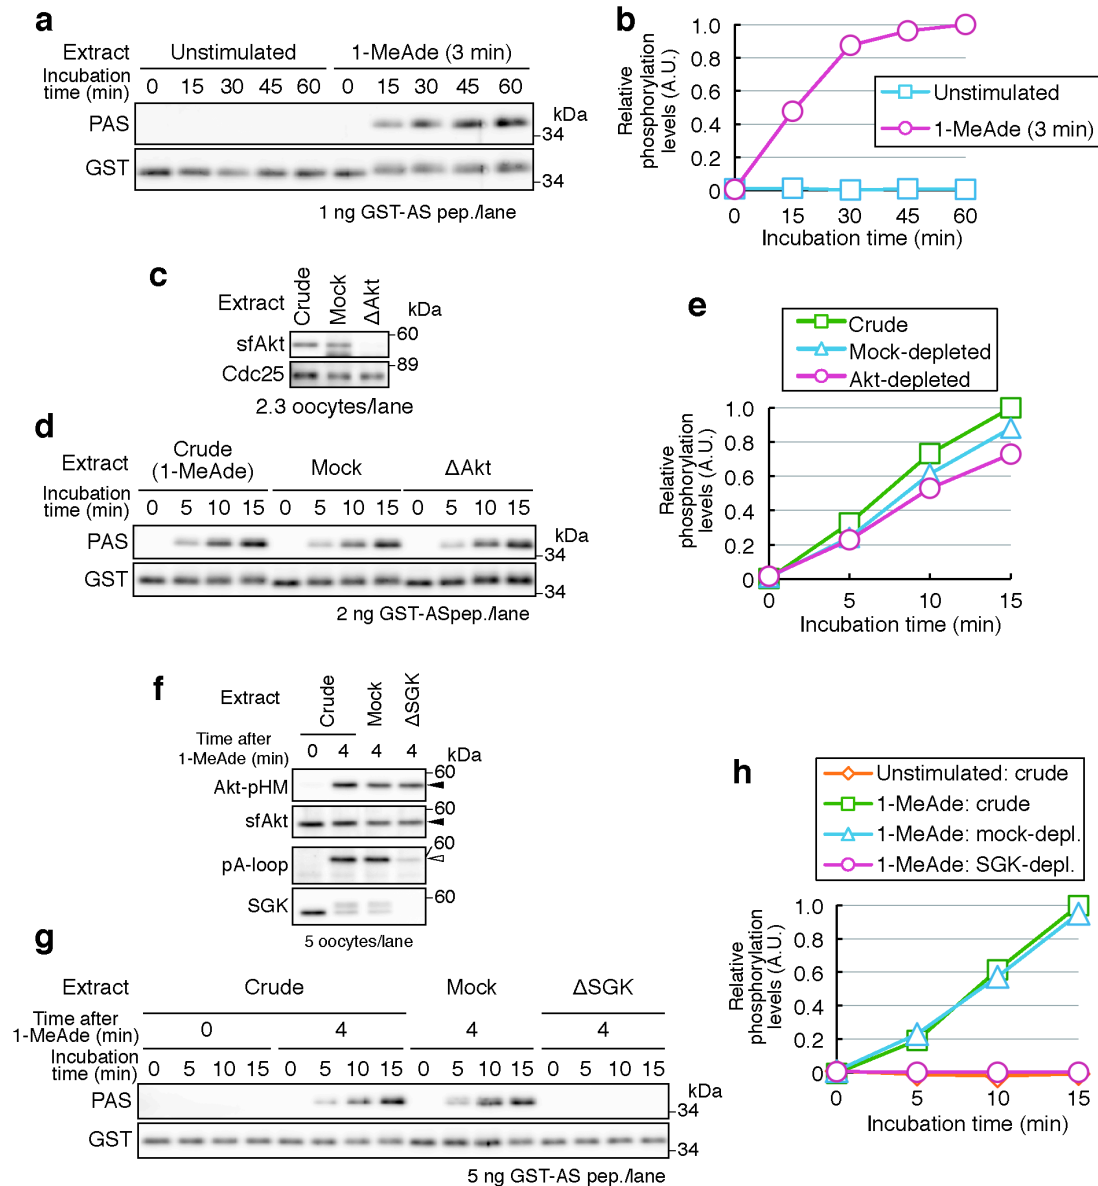 a
Extract Unstimulated 1-MeAde (3 min)
Incubation
time (min) 0 15 30 45 60 0 15 30 45 60
kDa
PAS
34
GST
34
1 ng GST-AS pep./lane
b
Relative
phosphorylation
levels (A.U.)
1.0
0.8
0.6
0.4
0.2
0
0 15 30 45 60
Incubation time (min)
Unstimulated
1-MeAde (3 min)
c
Extract Crude Mock ΔAkt
kDa
sfAkt 60
Cdc25 89
2.3 oocytes/lane
d
Extract Crude
(1-MeAde) Mock ΔAkt
Incubation
time (min) 0 5 10 15 0 5 10 15 0 5 10 15
kDa
PAS
34
GST
34
2 ng GST-ASpep./lane
e
Crude
Mock-depleted
Akt-depleted
Relative
phosphorylation
levels (A.U.)
1.0
0.8
0.6
0.4
0.2
0
0 5 10 15
Incubation time (min)
f
Extract Crude Mock ΔSGK
Time after
1-MeAde (min) 0 4 4 4
kDa
60
Akt-pHM
60
sfAkt
60
pA-loop
60
SGK
5 oocytes/lane
g
Extract Crude Mock ΔSGK
Time after
1-MeAde (min) 0 4 4 4
Incubation
time (min) 0 5 10 15 0 5 10 15 0 5 10 15 0 5 10 15
kDa
PAS
34
GST
34
5 ng GST-AS pep./lane
h
Unstimulated: crude
1-MeAde: crude
1-MeAde: mock-depl.
1-MeAde: SGK-depl.
Relative
phosphorylation
levels (A.U.)
1.0
0.8
0.6
0.4
0.2
0
0 5 10 15
Incubation time (min)